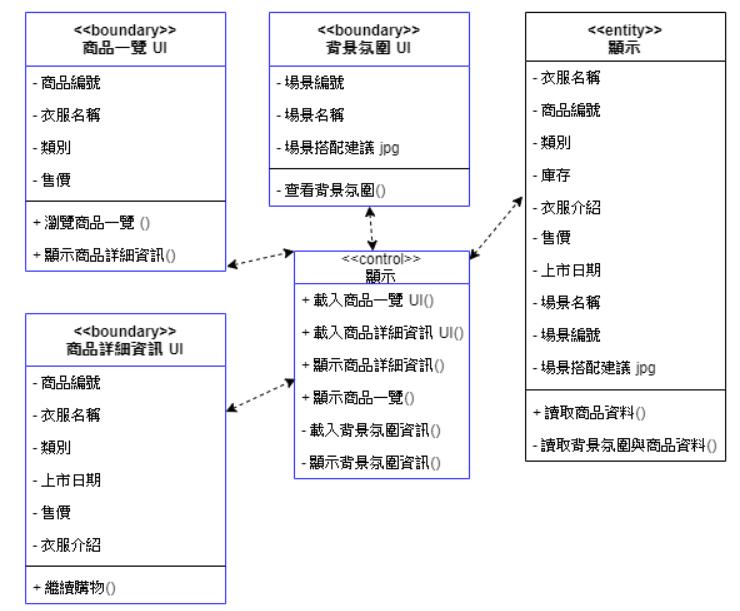 <<boundary>>
商品一覽 UI
- 商品編號
- 衣服名稱
- 類別
- 售價
+ 瀏覽商品一覽 ()
+ 顯示商品詳細資訊()
<<boundary>>
背景氛圍 UI
- 場景編號
- 場景名稱
- 場景搭配建議 jpg
- 查看背景氛圍()
<<entity>>
顯示
- 衣服名稱
- 商品編號
- 類別
- 庫存
- 衣服介紹
- 售價
- 上市日期
- 場景名稱
- 場景編號
- 場景搭配建議 jpg
+ 讀取商品資料()
- 讀取背景氛圍與商品資料()
<<control>>
顯示
+ 載入商品一覽 UI()
+ 載入商品詳細資訊 UI()
+ 顯示商品詳細資訊()
+ 顯示商品一覽()
- 載入背景氛圍資訊()
- 顯示背景氛圍資訊()
<<boundary>>
商品詳細資訊 UI
- 商品編號
- 衣服名稱
- 類別
- 上市日期
- 售價
- 衣服介紹
+ 繼續購物()